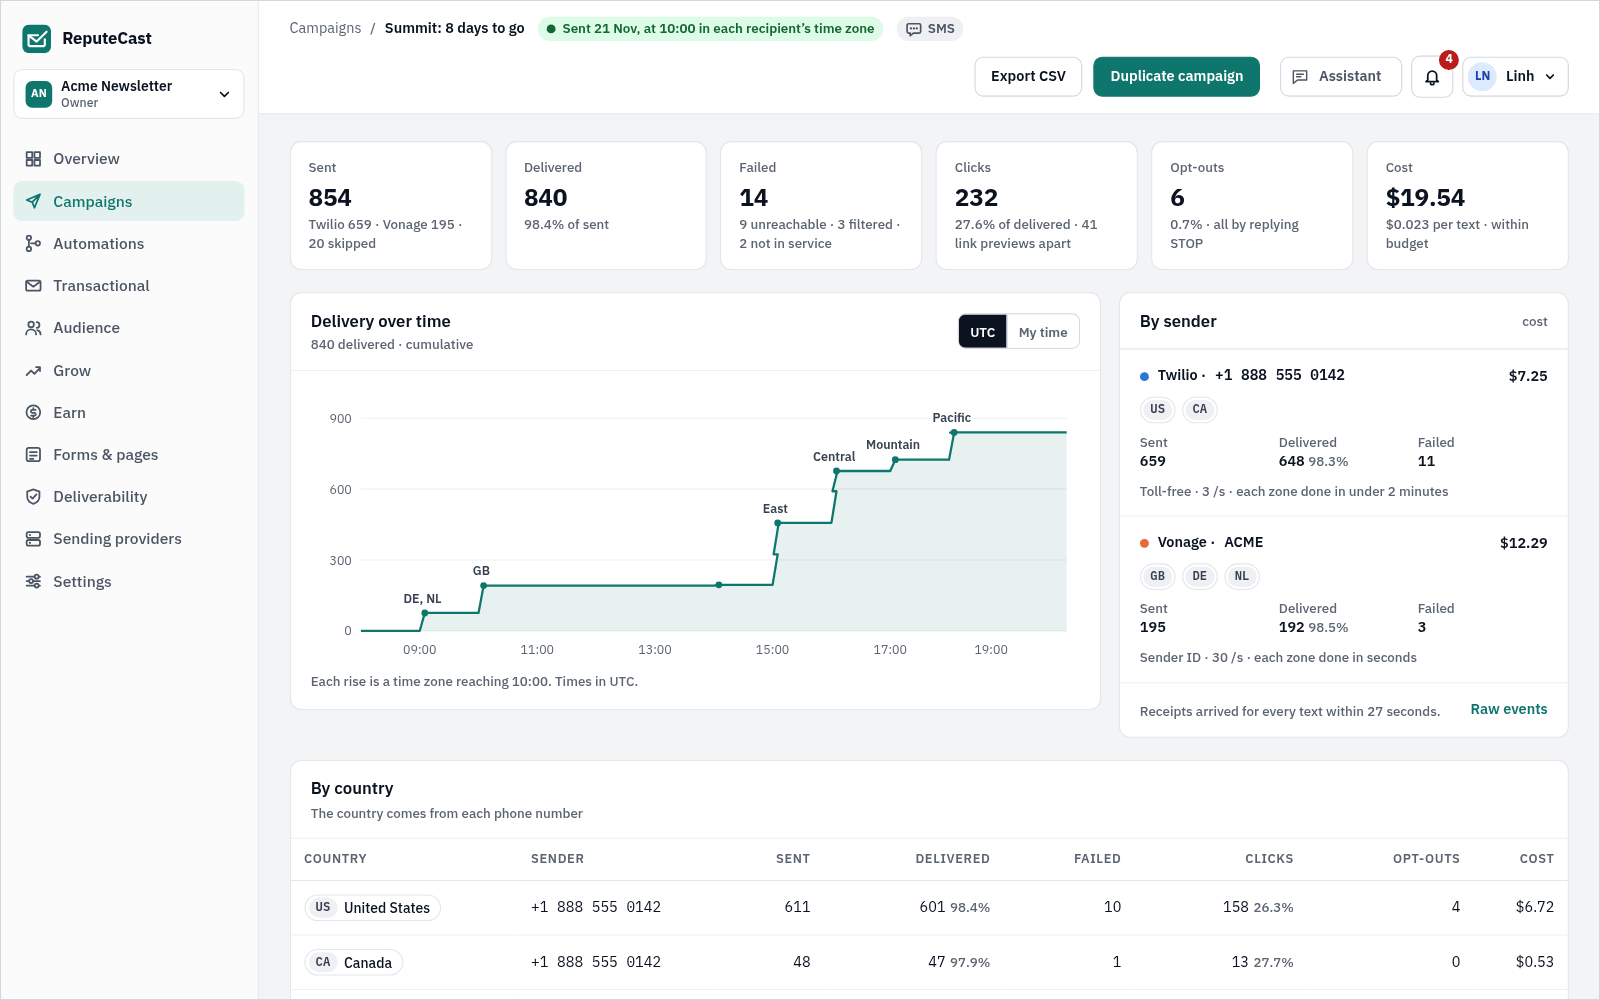 ReputeCast
AN
Acme Newsletter
Owner
Overview
Campaigns
Automations
Transactional
Audience
Grow
Earn
Forms & pages
Deliverability
Sending providers
Settings
Campaigns / Summit: 8 days to go
Sent 21 Nov, at 10:00 in each recipient’s time zone
SMS
Export CSV
Duplicate campaign
Assistant
4
LN
Linh
Sent
854
Twilio 659 · Vonage 195 ·
20 skipped
Delivered
840
98.4% of sent
Failed
14
9 unreachable · 3 filtered ·
2 not in service
Clicks
232
27.6% of delivered · 41
link previews apart
Opt-outs
6
0.7% · all by replying
STOP
Cost
$19.54
$0.023 per text · within
budget
Delivery over time
840 delivered · cumulative
UTC
My time
900
600
300
0
DE, NL
GB
East
Central
Mountain
Pacific
09:00
11:00
13:00
15:00
17:00
19:00
Each rise is a time zone reaching 10:00. Times in UTC.
By sender
cost
Twilio · +1 888 555 0142
$7.25
US
CA
Sent
659
Delivered
648 98.3%
Failed
11
Toll-free · 3 /s · each zone done in under 2 minutes
Vonage · ACME
$12.29
GB
DE
NL
Sent
195
Delivered
192 98.5%
Failed
3
Sender ID · 30 /s · each zone done in seconds
Receipts arrived for every text within 27 seconds.
Raw events
By country
The country comes from each phone number
COUNTRY SENDER SENT DELIVERED FAILED CLICKS OPT-OUTS COST
US United States +1 888 555 0142 611 601 98.4% 10 158 26.3% 4 $6.72
CA Canada +1 888 555 0142 48 47 97.9% 1 13 27.7% 0 $0.53